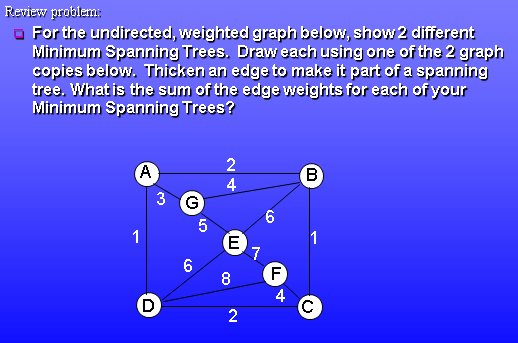 Review problem:
For the undirected, weighted graph below, show 2 different
Minimum Spanning Trees. Draw each using one of the 2 graph
copies below. Thicken an edge to make it part of a spanning
tree. What is the sum of the edge weights for each of your
Minimum Spanning Trees?
2
A
B
4
3
G
5
6
1
E
1
7
6
F
8
4
D
C
2